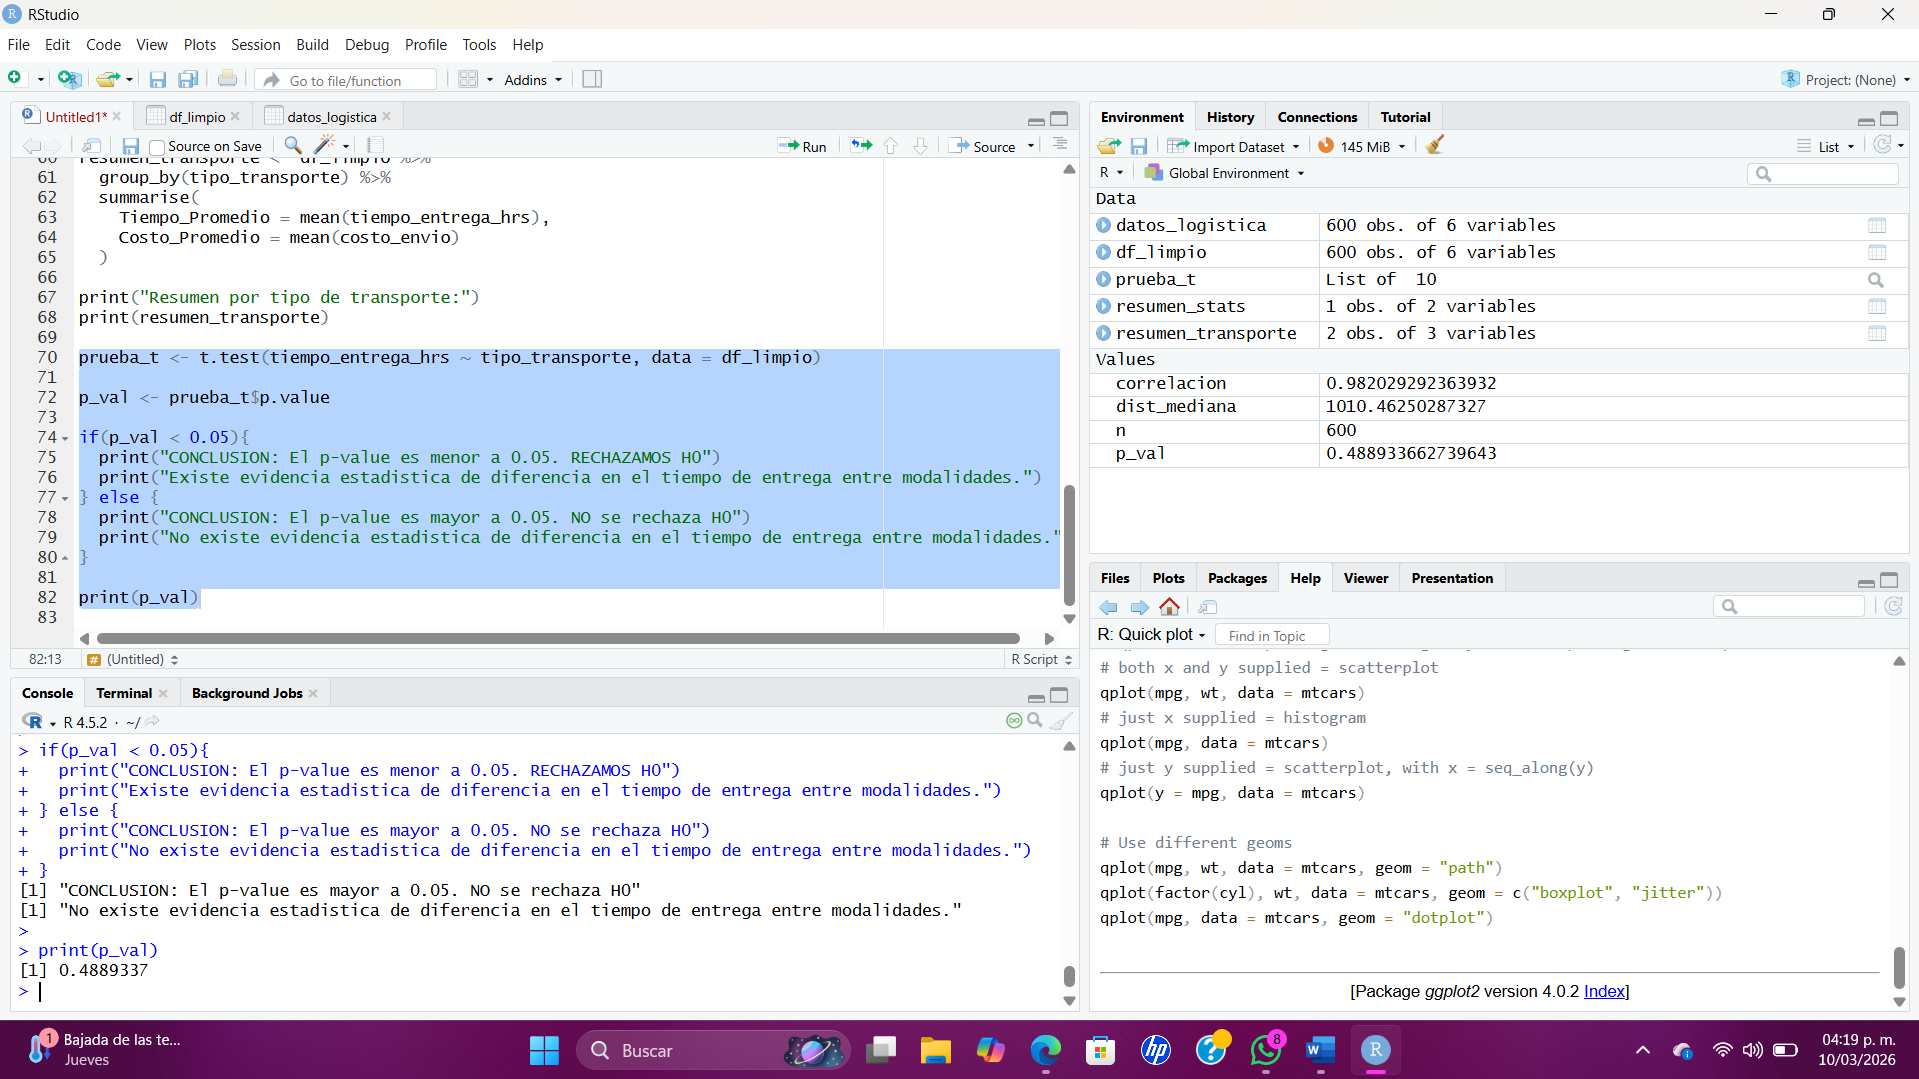 RStudio
File Edit Code View Plots Session Build Debug Profile Tools Help
Go to file/function Addins Project: (None)
Untitled1* df_limpio datos_logistica
Source on Save Run Source
60 resumen_transporte <- df_limpio %>%
61 group_by(tipo_transporte) %>%
62 summarise(
63 Tiempo_Promedio = mean(tiempo_entrega_hrs),
64 Costo_Promedio = mean(costo_envio)
65 )
66
67 print("Resumen por tipo de transporte:")
68 print(resumen_transporte)
69
70 prueba_t <- t.test(tiempo_entrega_hrs ~ tipo_transporte, data = df_limpio)
71
72 p_val <- prueba_t$p.value
73
74 if(p_val < 0.05){
75 print("CONCLUSION: El p-value es menor a 0.05. RECHAZAMOS H0")
76 print("Existe evidencia estadistica de diferencia en el tiempo de entrega entre modalidades.")
77 } else {
78 print("CONCLUSION: El p-value es mayor a 0.05. NO se rechaza H0")
79 print("No existe evidencia estadistica de diferencia en el tiempo de entrega entre modalidades."
80 }
81
82 print(p_val)
83
82:13 (Untitled) R Script
Console Terminal Background Jobs
R 4.5.2 · ~/
> if(p_val < 0.05){
+ print("CONCLUSION: El p-value es menor a 0.05. RECHAZAMOS H0")
+ print("Existe evidencia estadistica de diferencia en el tiempo de entrega entre modalidades.")
+ } else {
+ print("CONCLUSION: El p-value es mayor a 0.05. NO se rechaza H0")
+ print("No existe evidencia estadistica de diferencia en el tiempo de entrega entre modalidades.")
+ }
[1] "CONCLUSION: El p-value es mayor a 0.05. NO se rechaza H0"
[1] "No existe evidencia estadistica de diferencia en el tiempo de entrega entre modalidades."
>
> print(p_val)
[1] 0.4889337
>
Environment History Connections Tutorial
Import Dataset 145 MiB List
R Global Environment
Data
datos_logistica 600 obs. of 6 variables
df_limpio 600 obs. of 6 variables
prueba_t List of 10
resumen_stats 1 obs. of 2 variables
resumen_transporte 2 obs. of 3 variables
Values
correlacion 0.982029292363932
dist_mediana 1010.46250287327
n 600
p_val 0.488933662739643
Files Plots Packages Help Viewer Presentation
R: Quick plot Find in Topic
# both x and y supplied = scatterplot
qplot(mpg, wt, data = mtcars)
# just x supplied = histogram
qplot(mpg, data = mtcars)
# just y supplied = scatterplot, with x = seq_along(y)
qplot(y = mpg, data = mtcars)
# Use different geoms
qplot(mpg, wt, data = mtcars, geom = "path")
qplot(factor(cyl), wt, data = mtcars, geom = c("boxplot", "jitter"))
qplot(mpg, data = mtcars, geom = "dotplot")
[Package ggplot2 version 4.0.2 Index]
1 Bajada de las te...
Jueves
Buscar
8
04:19 p. m.
10/03/2026